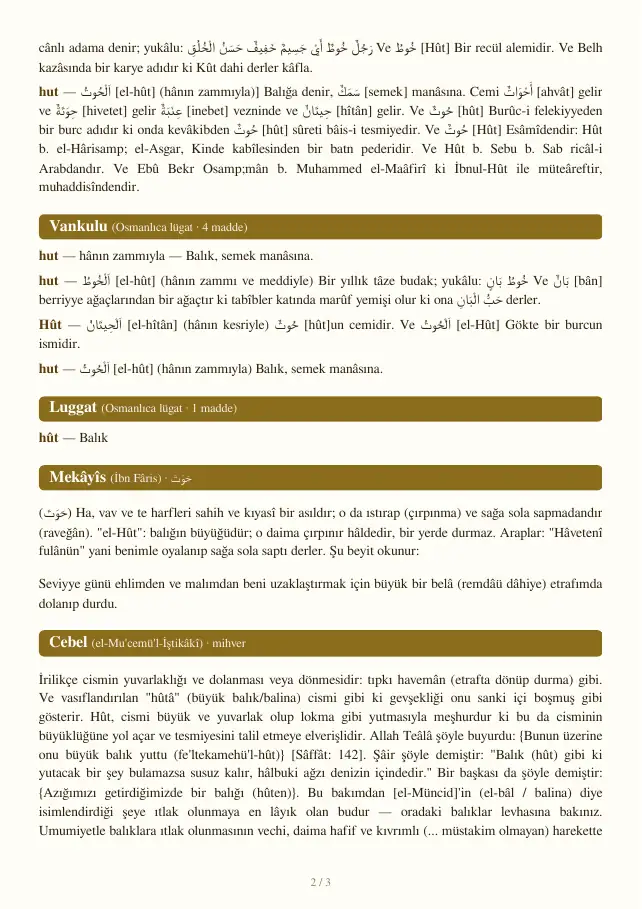 cânlı adama denir; yukâlu: رَجُلٌ خُوطٌ أَىْ جَسِيمٌ خَفِيفٌ حَسَنُ الْخُلْقِ Ve خُوطُ [Hût] Bir recül alemidir. Ve Belh
kazâsında bir karye adıdır ki Kût dahi derler kâfla.
hut — اَلْحُوتُ [el-hût] (hânın zammıyla)] Balığa denir, سَمَكٌ [semek] manâsına. Cemi أَحْوَاتٌ [ahvât] gelir
ve حِوَتَةٌ [hivetet] gelir عِنَبَةٌ [inebet] vezninde ve حِيتَانٌ [hîtân] gelir. Ve حُوتٌ [hût] Burûc-i felekiyyeden
bir burc adıdır ki onda kevâkibden حُوتٌ [hût] sûreti bâis-i tesmiyedir. Ve حُوتٌ [Hût] Esâmîdendir: Hût
b. el-Hârisamp; el-Asgar, Kinde kabîlesinden bir batn pederidir. Ve Hût b. Sebu b. Sab ricâl-i
Arabdandır. Ve Ebû Bekr Osamp;mân b. Muhammed el-Maâfirî ki İbnul-Hût ile müteâreftir,
muhaddisîndendir.
Vankulu (Osmanlıca lügat · 4 madde)
hut — hânın zammıyla — Balık, semek manâsına.
hut — اَلْخُوطُ [el-hût] (hânın zammı ve meddiyle) Bir yıllık tâze budak; yukâlu: خُوطُ بَانٍ Ve بَانٌ [bân]
berriyye ağaçlarından bir ağaçtır ki tabîbler katında marûf yemişi olur ki ona حَبُّ الْبَانِ derler.
Hût — اَلْحِيتَانُ [el-hîtân] (hânın kesriyle) حُوتٌ [hût]un cemidir. Ve اَلْحُوتُ [el-Hût] Gökte bir burcun
ismidir.
hut — اَلْحُوتُ [el-hût] (hânın zammıyla) Balık, semek manâsına.
Luggat (Osmanlıca lügat · 1 madde)
hût — Balık
Mekâyîs (İbn Fâris) · حَوَتَ
(حَوَتَ) Ha, vav ve te harfleri sahih ve kıyasî bir asıldır; o da ıstırap (çırpınma) ve sağa sola sapmadandır
(raveğân). "el-Hût": balığın büyüğüdür; o daima çırpınır hâldedir, bir yerde durmaz. Araplar: "Hâvetenî
fulânün" yani benimle oyalanıp sağa sola saptı derler. Şu beyit okunur:
Seviyye günü ehlimden ve malımdan beni uzaklaştırmak için büyük bir belâ (remdâü dâhiye) etrafımda
dolanıp durdu.
Cebel (el-Mu'cemü'l-İştikâkî) · mihver
İrilikçe cismin yuvarlaklığı ve dolanması veya dönmesidir: tıpkı havemân (etrafta dönüp durma) gibi.
Ve vasıflandırılan "hûtâ" (büyük balık/balina) cismi gibi ki gevşekliği onu sanki içi boşmuş gibi
gösterir. Hût, cismi büyük ve yuvarlak olup lokma gibi yutmasıyla meşhurdur ki bu da cisminin
büyüklüğüne yol açar ve tesmiyesini talil etmeye elverişlidir. Allah Teâlâ şöyle buyurdu: {Bunun üzerine
onu büyük balık yuttu (fe'ltekamehü'l-hût)} [Sâffât: 142]. Şâir şöyle demiştir: "Balık (hût) gibi ki
yutacak bir şey bulamazsa susuz kalır, hâlbuki ağzı denizin içindedir." Bir başkası da şöyle demiştir:
{Azığımızı getirdiğimizde bir balığı (hûten)}. Bu bakımdan [el-Müncid]'in (el-bâl / balina) diye
isimlendirdiği şeye ıtlak olunmaya en lâyık olan budur — oradaki balıklar levhasına bakınız.
Umumiyetle balıklara ıtlak olunmasının vechi, daima hafif ve kıvrımlı (... müstakim olmayan) harekette
2 / 3